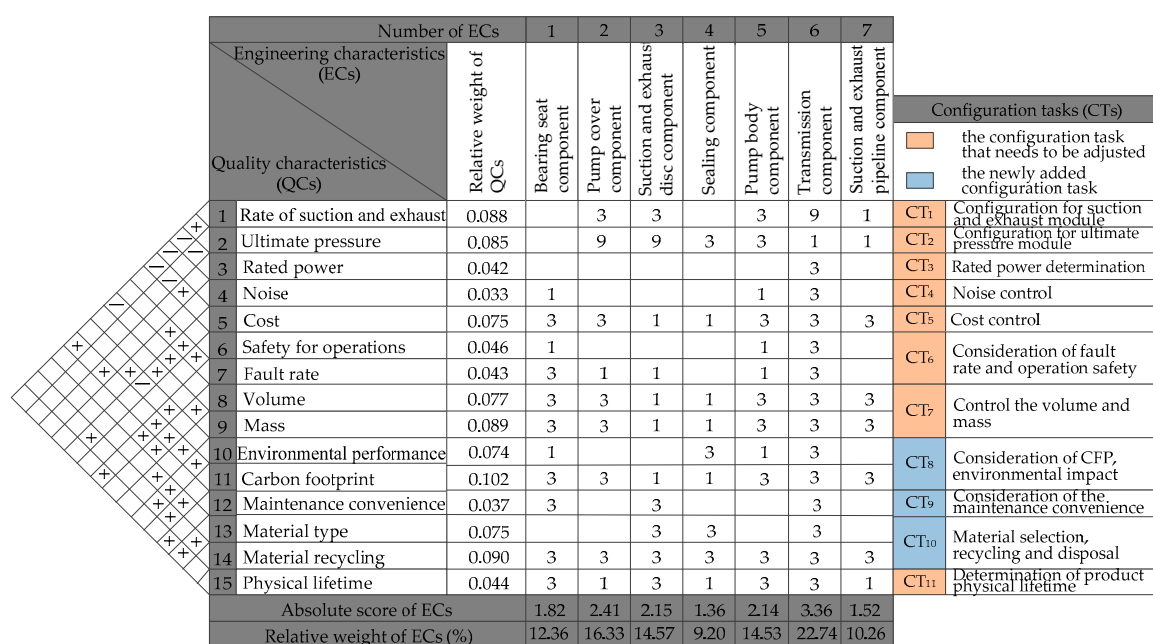 Number of ECs 1 2 3 4 5 6 7
Engineering characteristics
(ECs)
Quality characteristics
(QCs)
Relative weight of
QCs
Bearing seat
component
Pump cover
component
Suction and exhaus
disc component
Sealing component
Pump body
component
Transmission
component
Suction and exhaust
pipeline component
Configuration tasks (CTs)
the configuration task
that needs to be adjusted
the newly added
configuration task
1 Rate of suction and exhaust 0.088 3 3 3 9 1
2 Ultimate pressure 0.085 9 9 3 3 1 1
3 Rated power 0.042 3
4 Noise 0.033 1 1 3
5 Cost 0.075 3 3 1 1 3 3 3
6 Safety for operations 0.046 1 1 3
7 Fault rate 0.043 3 1 1 1 3
8 Volume 0.077 3 3 1 1 3 3 3
9 Mass 0.089 3 3 1 1 3 3 3
10 Environmental performance 0.074 1 3 1 3
11 Carbon footprint 0.102 3 3 1 1 3 3 3
12 Maintenance convenience 0.037 3 3 3
13 Material type 0.075 3 3 3
14 Material recycling 0.090 3 3 3 3 3 3 3
15 Physical lifetime 0.044 3 1 3 1 3 3 1
Absolute score of ECs 1.82 2.41 2.15 1.36 2.14 3.36 1.52
Relative weight of ECs (%) 12.36 16.33 14.57 9.20 14.53 22.74 10.26
CT1 Configuration for suction
and exhaust module
CT2 Configuration for ultimate
pressure module
CT3 Rated power determination
CT4 Noise control
CT5 Cost control
CT6 Consideration of fault
rate and operation safety
CT7 Control the volume and
mass
CT8 Consideration of CFP,
environmental impact
CT9 Consideration of the
maintenance convenience
CT10 Material selection,
recycling and disposal
CT11 Determination of product
physical lifetime